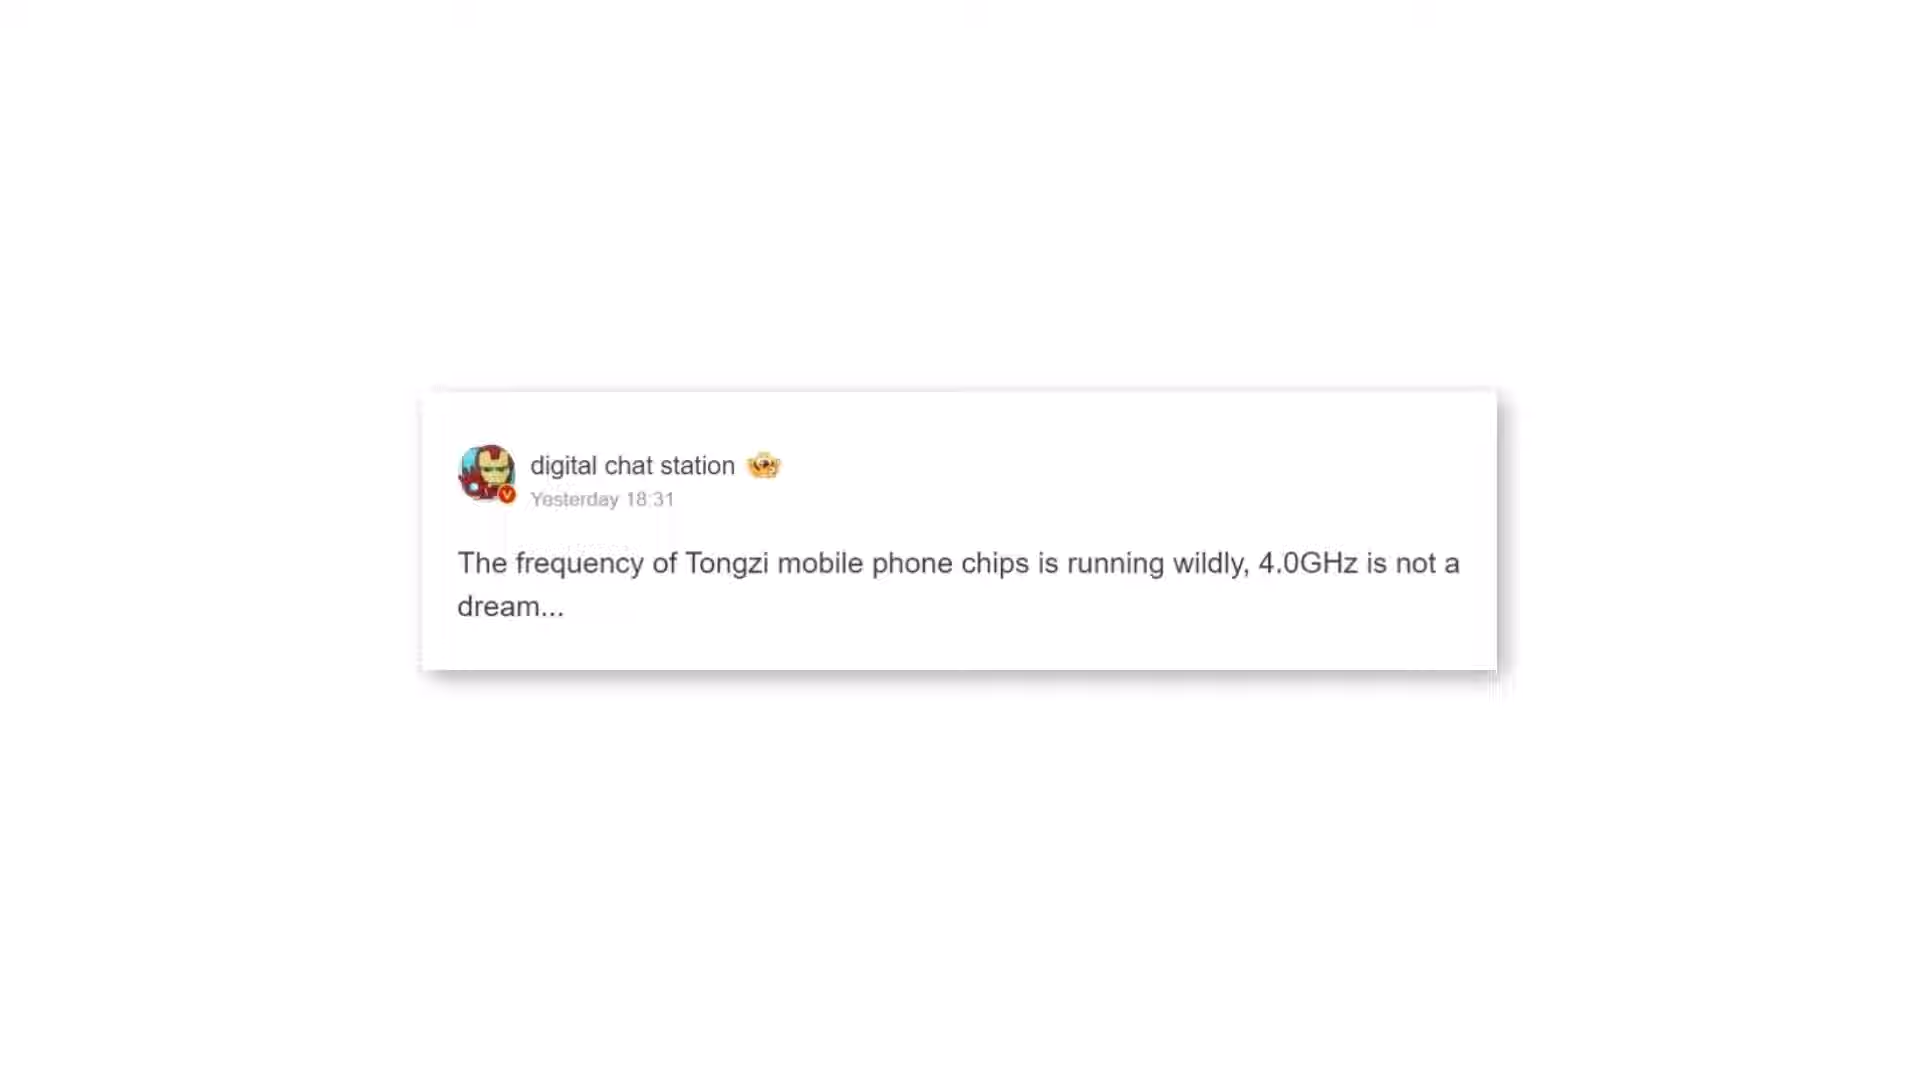 digital chat station
Yesterday 18:31
The frequency of Tongzi mobile phone chips is running wildly, 4.0GHz is not a
dream...